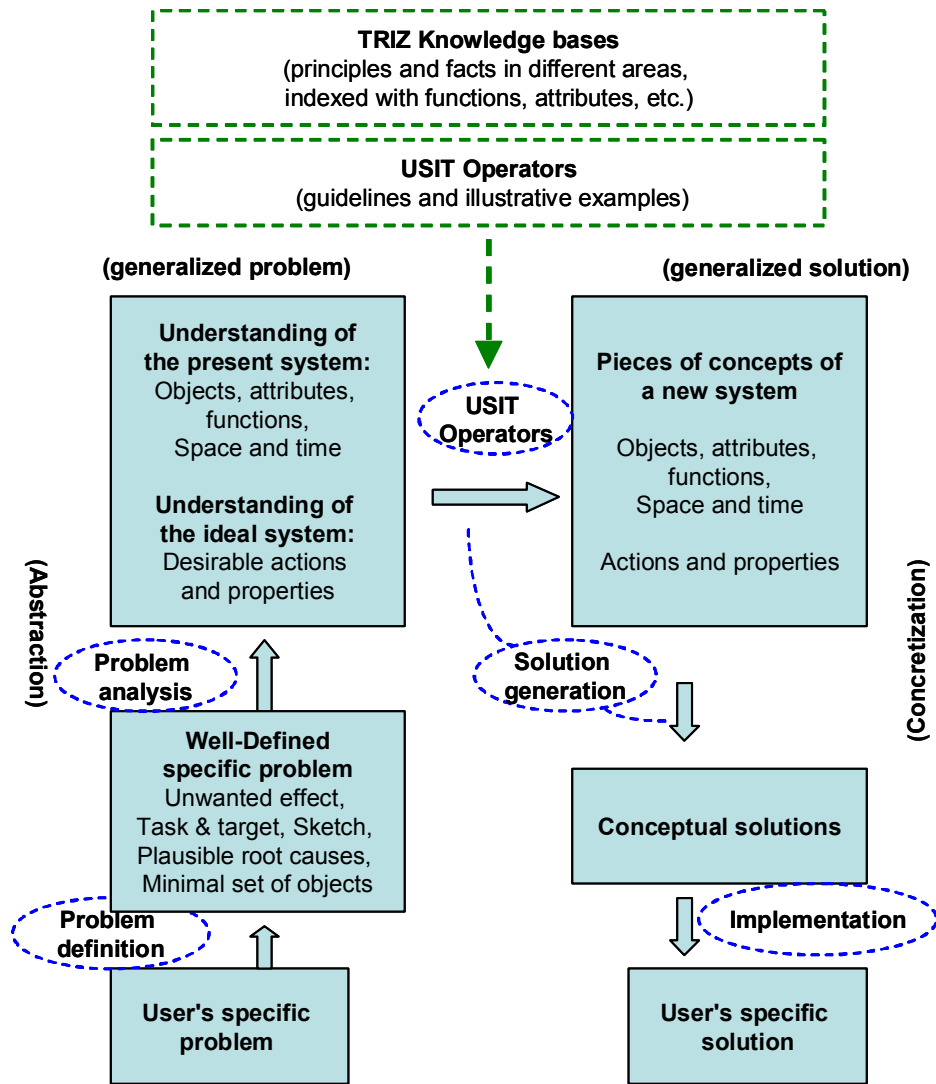 TRIZ Knowledge bases
(principles and facts in different areas,
indexed with functions, attributes, etc.)
USIT Operators
(guidelines and illustrative examples)
(generalized problem)
(generalized solution)
Understanding of
the present system:
Objects, attributes,
functions,
Space and time
Understanding of
the ideal system:
Desirable actions
and properties
USIT
Operators
Pieces of concepts of
a new system
Objects, attributes,
functions,
Space and time
Actions and properties
(Abstraction)
Problem
analysis
Solution
generation
(Concretization)
Well-Defined
specific problem
Unwanted effect,
Task & target, Sketch,
Plausible root causes,
Minimal set of objects
Conceptual solutions
Problem
definition
Implementation
User's specific
problem
User's specific
solution